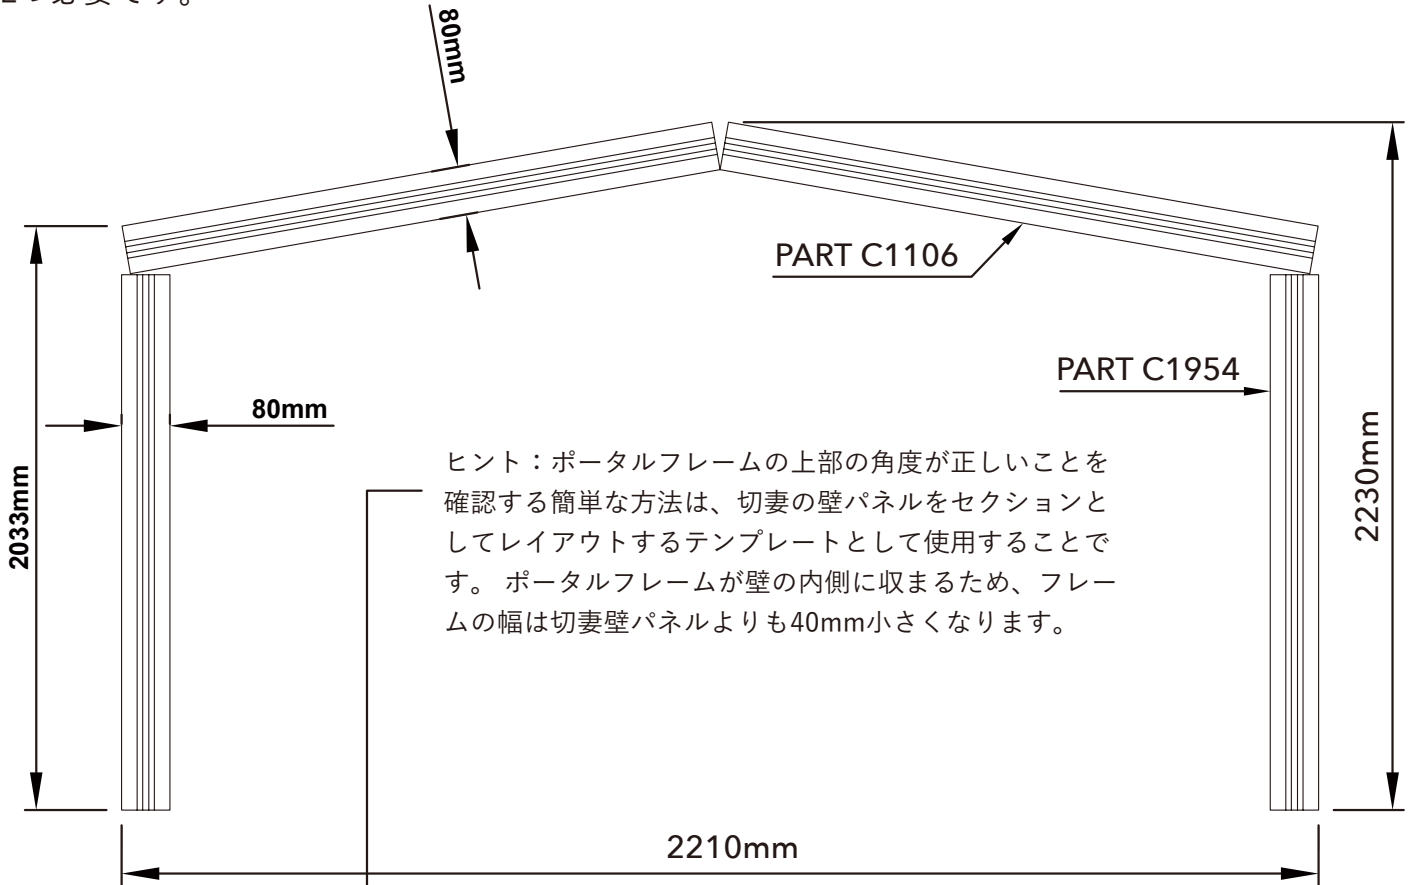 必要です。
80mm
PART C1106
PART C1954
80mm
2033mm
2230mm
ヒント：ポータルフレームの上部の角度が正しいことを
確認する簡単な方法は、切妻の壁パネルをセクションと
してレイアウトするテンプレートとして使用することで
す。 ポータルフレームが壁の内側に収まるため、フレー
ムの幅は切妻壁パネルよりも40mm小さくなります。
2210mm